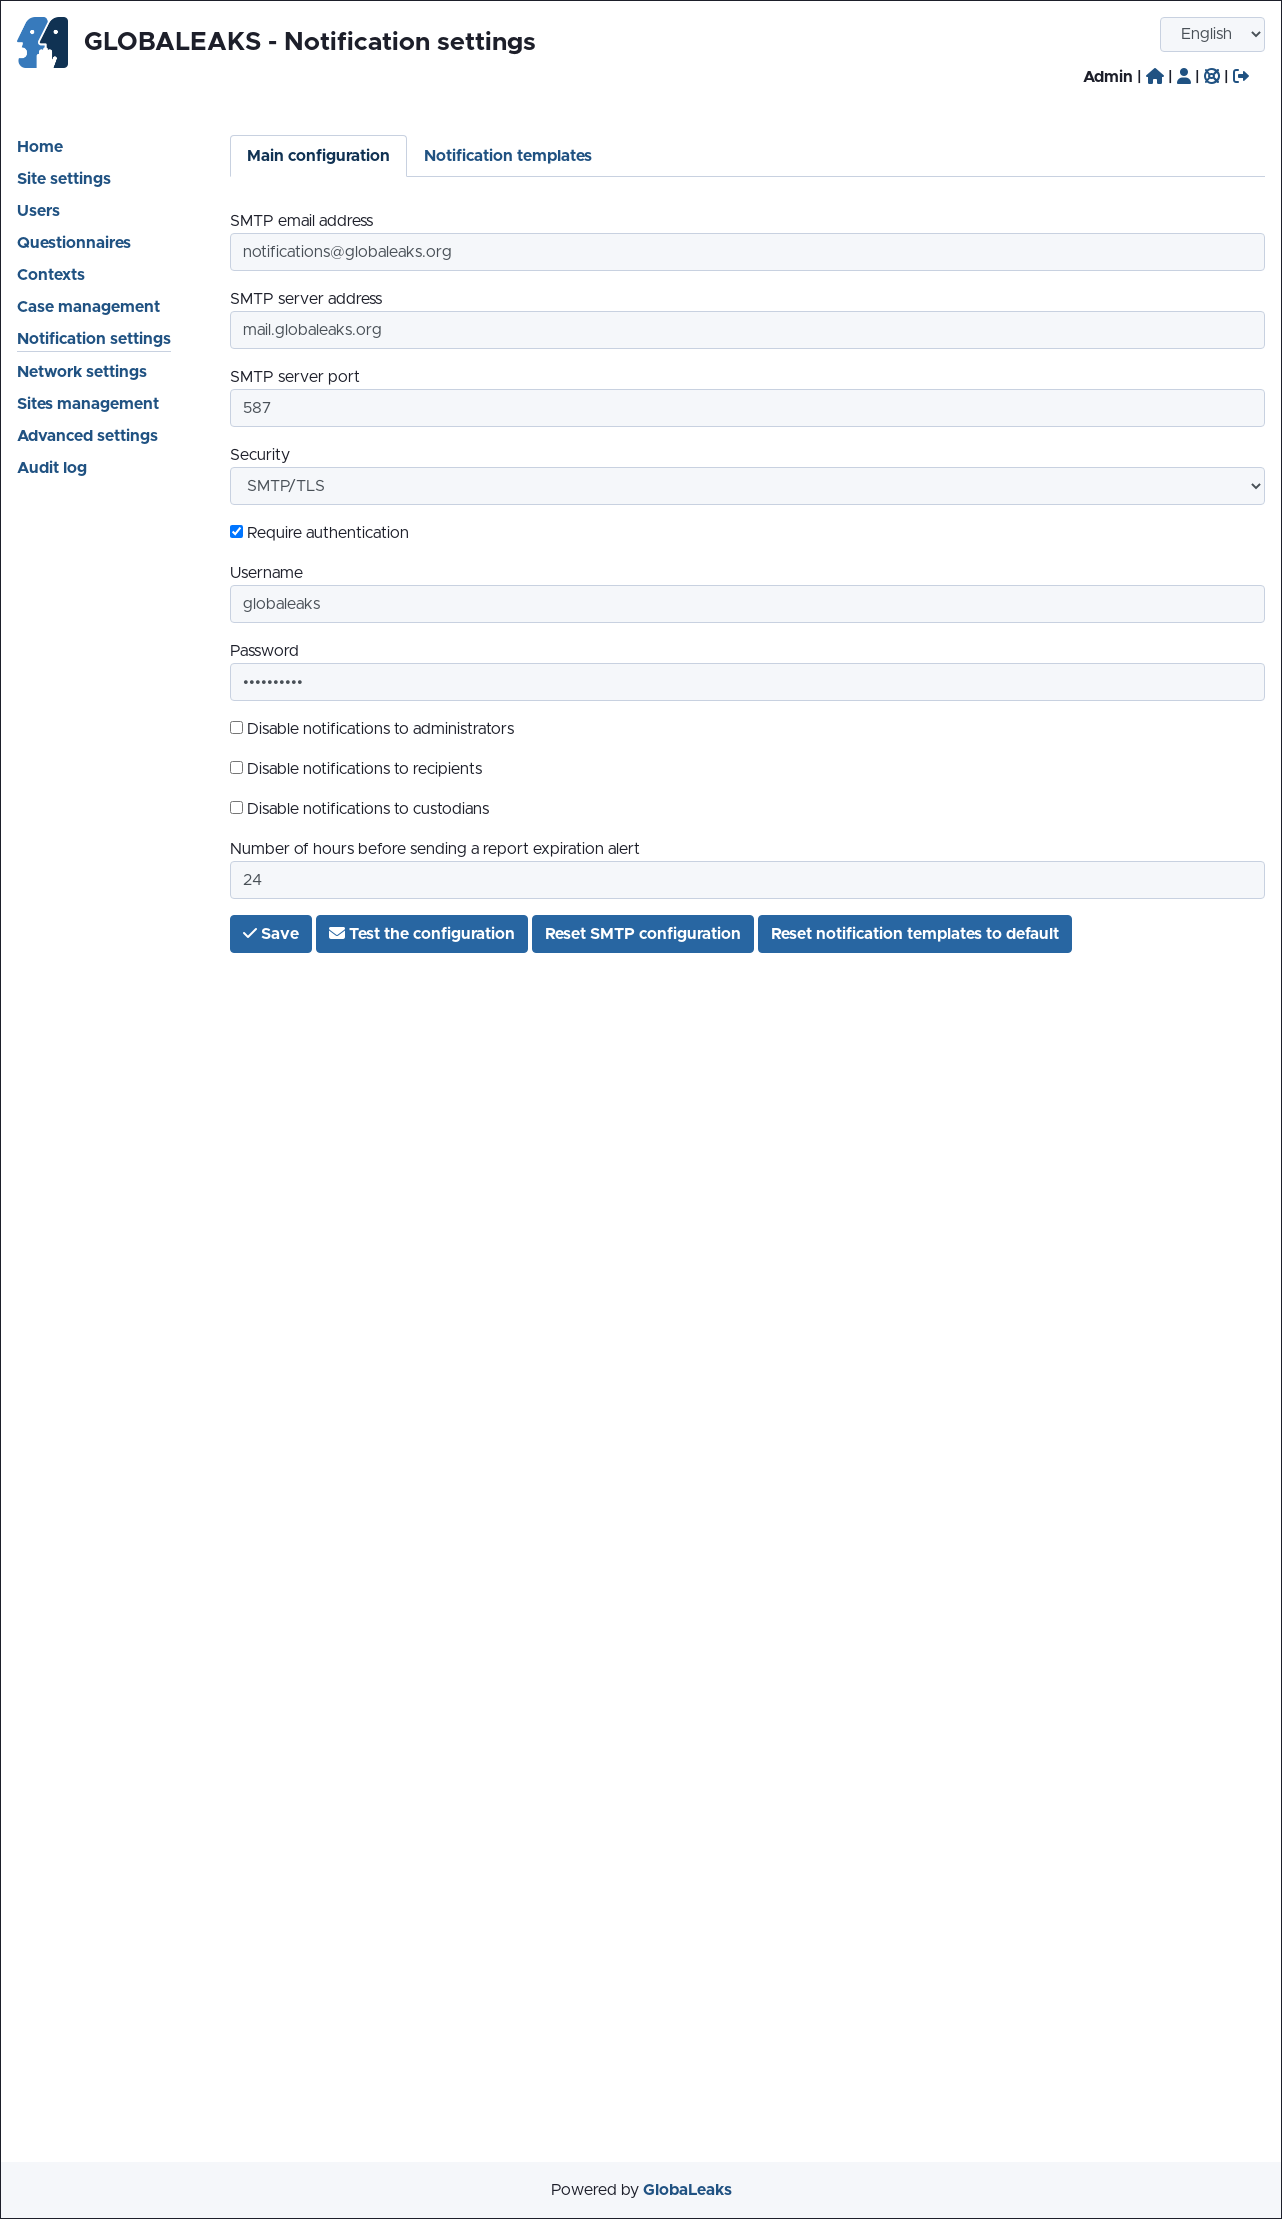 GLOBALEAKS - Notification settings
English
Admin | | | |
Home
Site settings
Users
Questionnaires
Contexts
Case management
Notification settings
Network settings
Sites management
Advanced settings
Audit log
Main configuration Notification templates
SMTP email address
notifications@globaleaks.org
SMTP server address
mail.globaleaks.org
SMTP server port
587
Security
SMTP/TLS
Require authentication
Username
globaleaks
Password
••••••••••
Disable notifications to administrators
Disable notifications to recipients
Disable notifications to custodians
Number of hours before sending a report expiration alert
24
Save Test the configuration Reset SMTP configuration Reset notification templates to default
Powered by GlobaLeaks